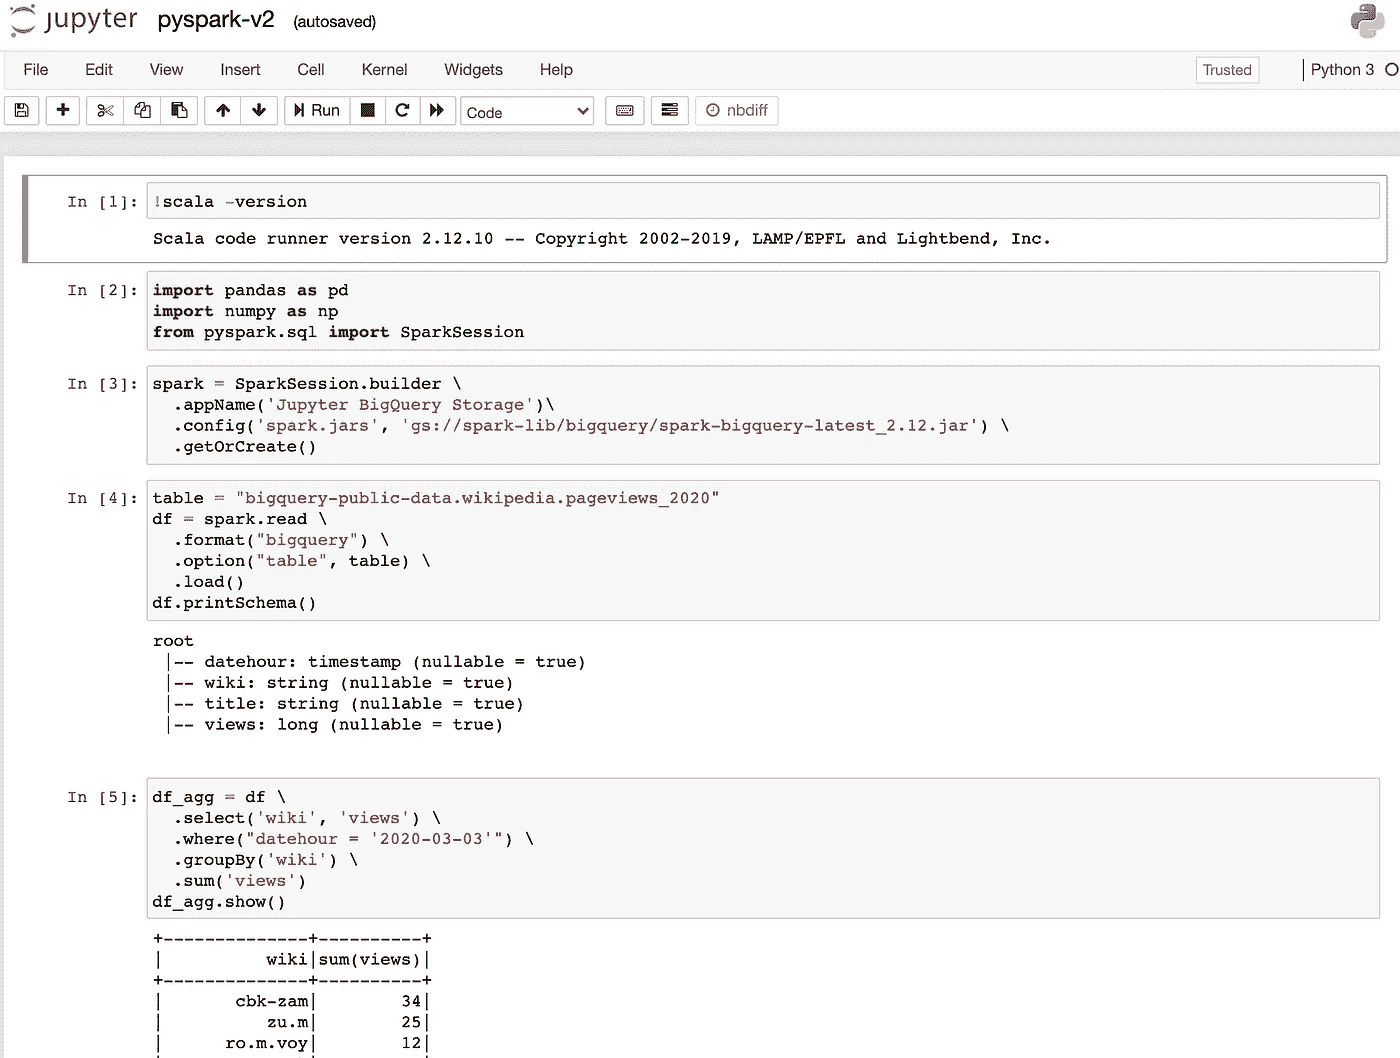 jupyter pyspark-v2 (autosaved)
File Edit View Insert Cell Kernel Widgets Help Trusted Python 3
Run Code nbdiff
In [1]: !scala -version
Scala code runner version 2.12.10 -- Copyright 2002-2019, LAMP/EPFL and Lightbend, Inc.
In [2]: import pandas as pd
import numpy as np
from pyspark.sql import SparkSession
In [3]: spark = SparkSession.builder \
.appName('Jupyter BigQuery Storage')\
.config('spark.jars', 'gs://spark-lib/bigquery/spark-bigquery-latest_2.12.jar') \
.getOrCreate()
In [4]: table = "bigquery-public-data.wikipedia.pageviews_2020"
df = spark.read \
.format("bigquery") \
.option("table", table) \
.load()
df.printSchema()
root
|-- datehour: timestamp (nullable = true)
|-- wiki: string (nullable = true)
|-- title: string (nullable = true)
|-- views: long (nullable = true)
In [5]: df_agg = df \
.select('wiki', 'views') \
.where("datehour = '2020-03-03'") \
.groupBy('wiki') \
.sum('views')
df_agg.show()
+--------------+----------+
|          wiki|sum(views)|
+--------------+----------+
|       cbk-zam|        34|
|          zu.m|        25|
|      ro.m.voy|        12|